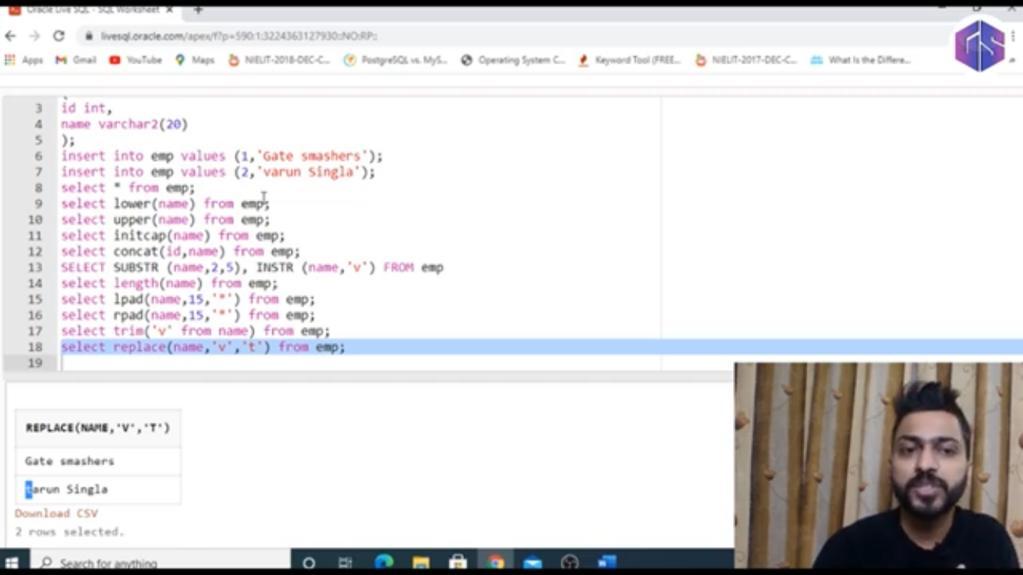 Oracle Live SQL - SQL Worksheet
livesql.oracle.com/apex/f?p=590:1:3224363127930::NO:RP::
Apps Gmail YouTube Maps NIELIT-2018-DEC-C... PostgreSQL vs. MyS... Operating System C... Keyword Tool (FREE... NIELIT-2017-DEC-C... What Is the Differe...
3 id int,
4 name varchar2(20)
5 );
6 insert into emp values (1,'Gate smashers');
7 insert into emp values (2,'varun Singla');
8 select * from emp;
9 select lower(name) from emp;
10 select upper(name) from emp;
11 select initcap(name) from emp;
12 select concat(id,name) from emp;
13 SELECT SUBSTR (name,2,5), INSTR (name,'v') FROM emp
14 select length(name) from emp;
15 select lpad(name,15,'*') from emp;
16 select rpad(name,15,'*') from emp;
17 select trim('v' from name) from emp;
18 select replace(name,'v','t') from emp;
19
REPLACE(NAME,'V','T')
Gate smashers
tarun Singla
Download CSV
2 rows selected.
Search for anything